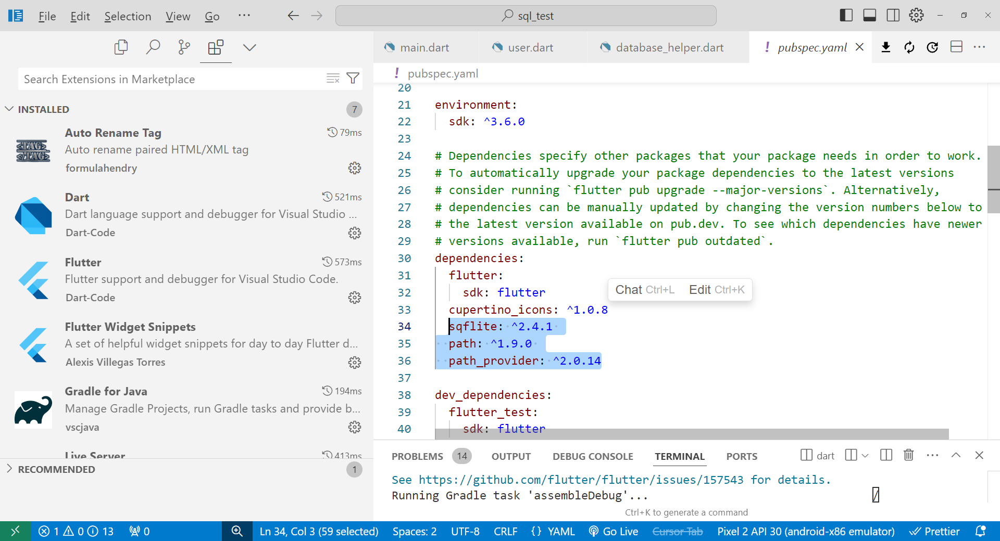 File Edit Selection View Go ··· sql_test
main.dart user.dart database_helper.dart ! pubspec.yaml
Search Extensions in Marketplace
INSTALLED 7
Auto Rename Tag 79ms
Auto rename paired HTML/XML tag
formulahendry
Dart 521ms
Dart language support and debugger for Visual Studio ...
Dart-Code
Flutter 573ms
Flutter support and debugger for Visual Studio Code.
Dart-Code
Flutter Widget Snippets
A set of helpful widget snippets for day to day Flutter d...
Alexis Villegas Torres
Gradle for Java 194ms
Manage Gradle Projects, run Gradle tasks and provide b...
vscjava
Live Server 413ms
RECOMMENDED 1
! pubspec.yaml
20
21 environment:
22 sdk: ^3.6.0
23
24 # Dependencies specify other packages that your package needs in order to work.
25 # To automatically upgrade your package dependencies to the latest versions
26 # consider running `flutter pub upgrade --major-versions`. Alternatively,
27 # dependencies can be manually updated by changing the version numbers below to
28 # the latest version available on pub.dev. To see which dependencies have newer
29 # versions available, run `flutter pub outdated`.
30 dependencies:
31 flutter:
32 sdk: flutter
Chat Ctrl+L Edit Ctrl+K
33 cupertino_icons: ^1.0.8
34 sqflite: ^2.4.1
35 path: ^1.9.0
36 path_provider: ^2.0.14
37
38 dev_dependencies:
39 flutter_test:
40 sdk: flutter
PROBLEMS 14 OUTPUT DEBUG CONSOLE TERMINAL PORTS dart
See https://github.com/flutter/flutter/issues/157543 for details.
Running Gradle task 'assembleDebug'... /
Ctrl+K to generate a command
1 0 13 0 Ln 34, Col 3 (59 selected) Spaces: 2 UTF-8 CRLF {} YAML Go Live Cursor Tab Pixel 2 API 30 (android-x86 emulator) Prettier